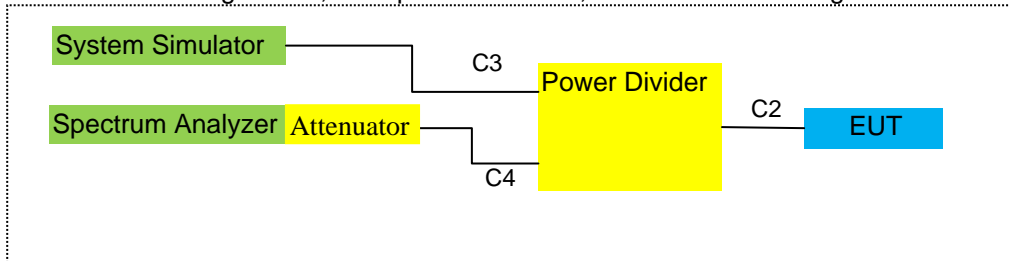 System Simulator
C3
Power Divider
C2
EUT
Spectrum Analyzer
Attenuator
C4